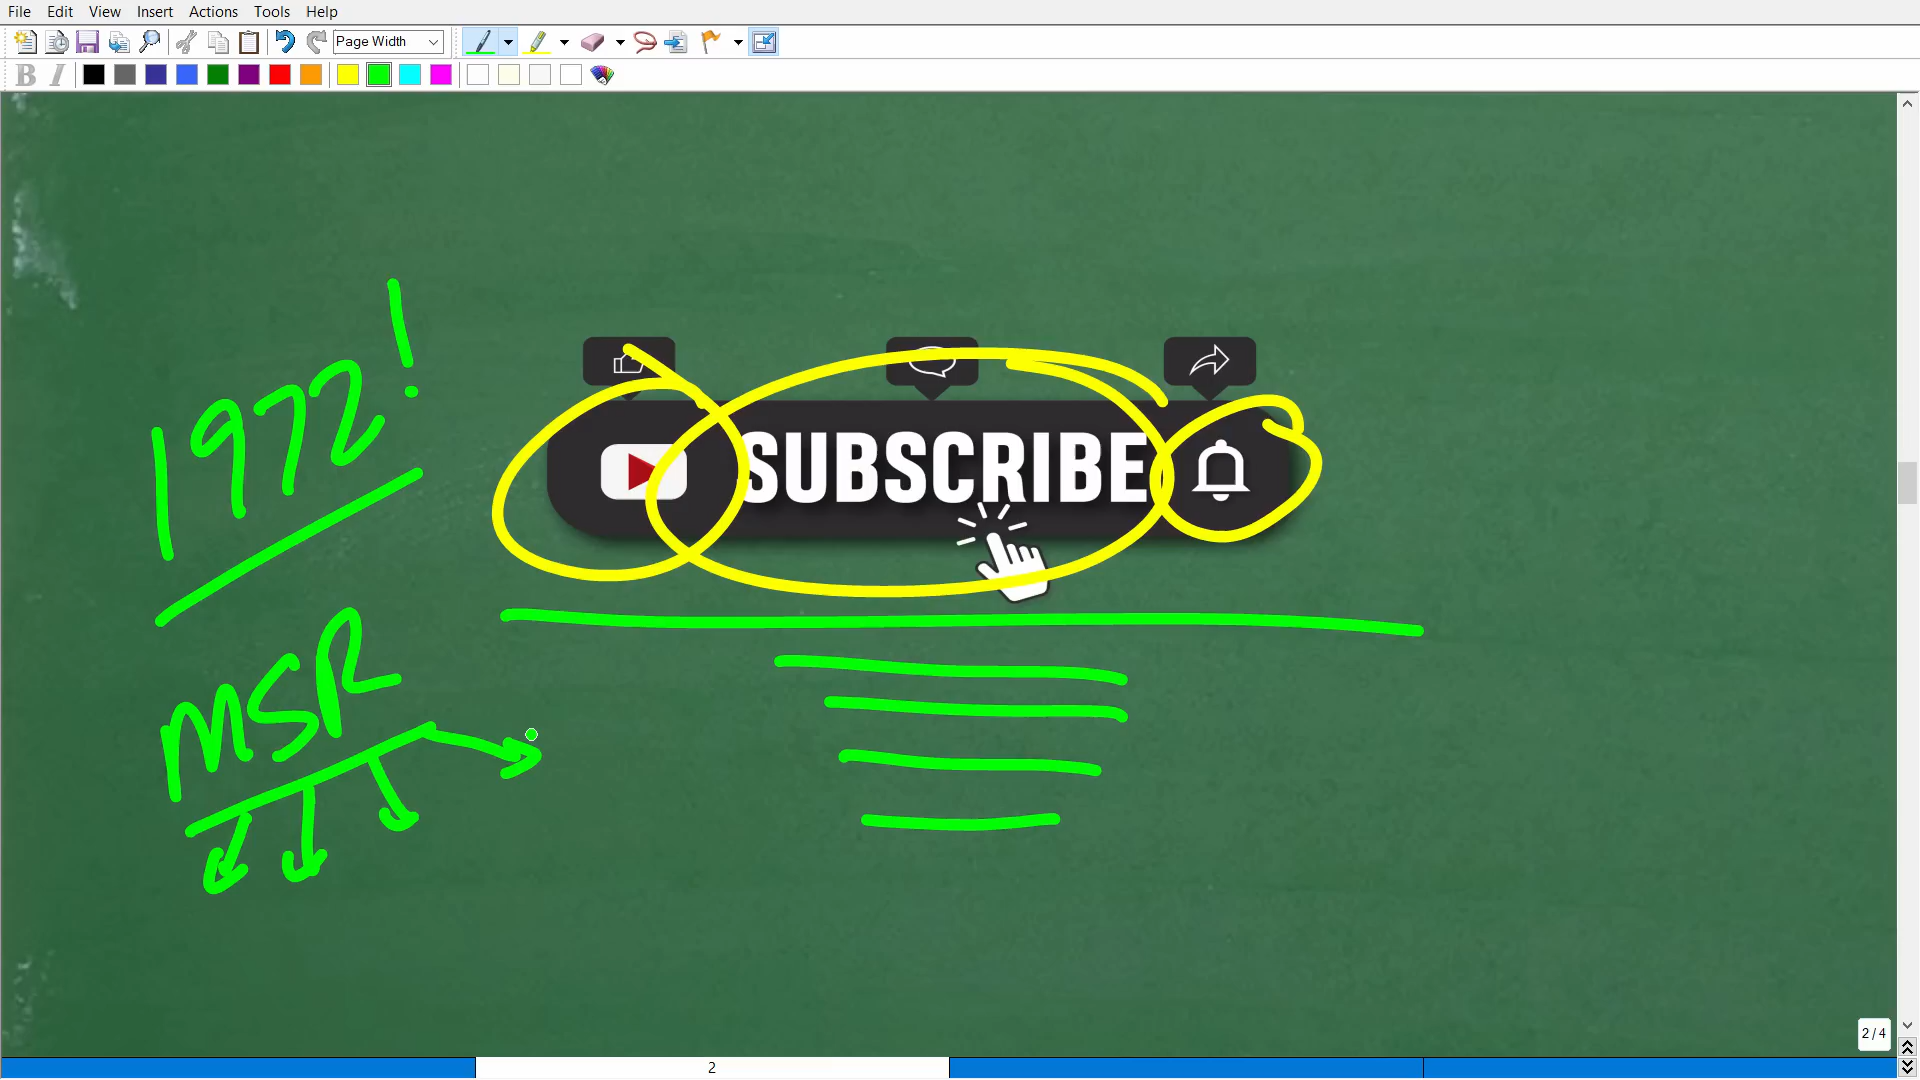 File Edit View Insert Actions Tools Help
Page Width
B I
1972!
SUBSCRIBE
MSR
2/4
2